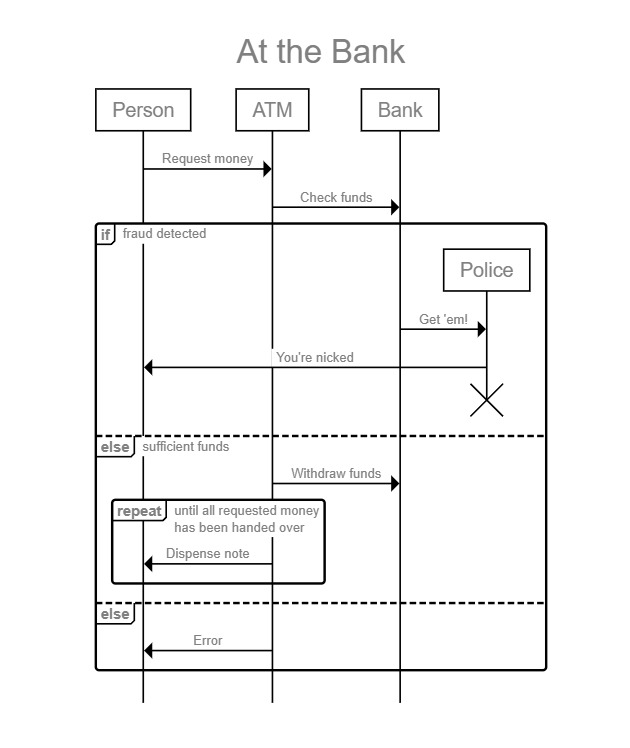 At the Bank
Person
ATM
Bank
Request money
Check funds
if
fraud detected
Police
Get 'em!
You're nicked
else
sufficient funds
Withdraw funds
repeat
until all requested money
has been handed over
Dispense note
else
Error